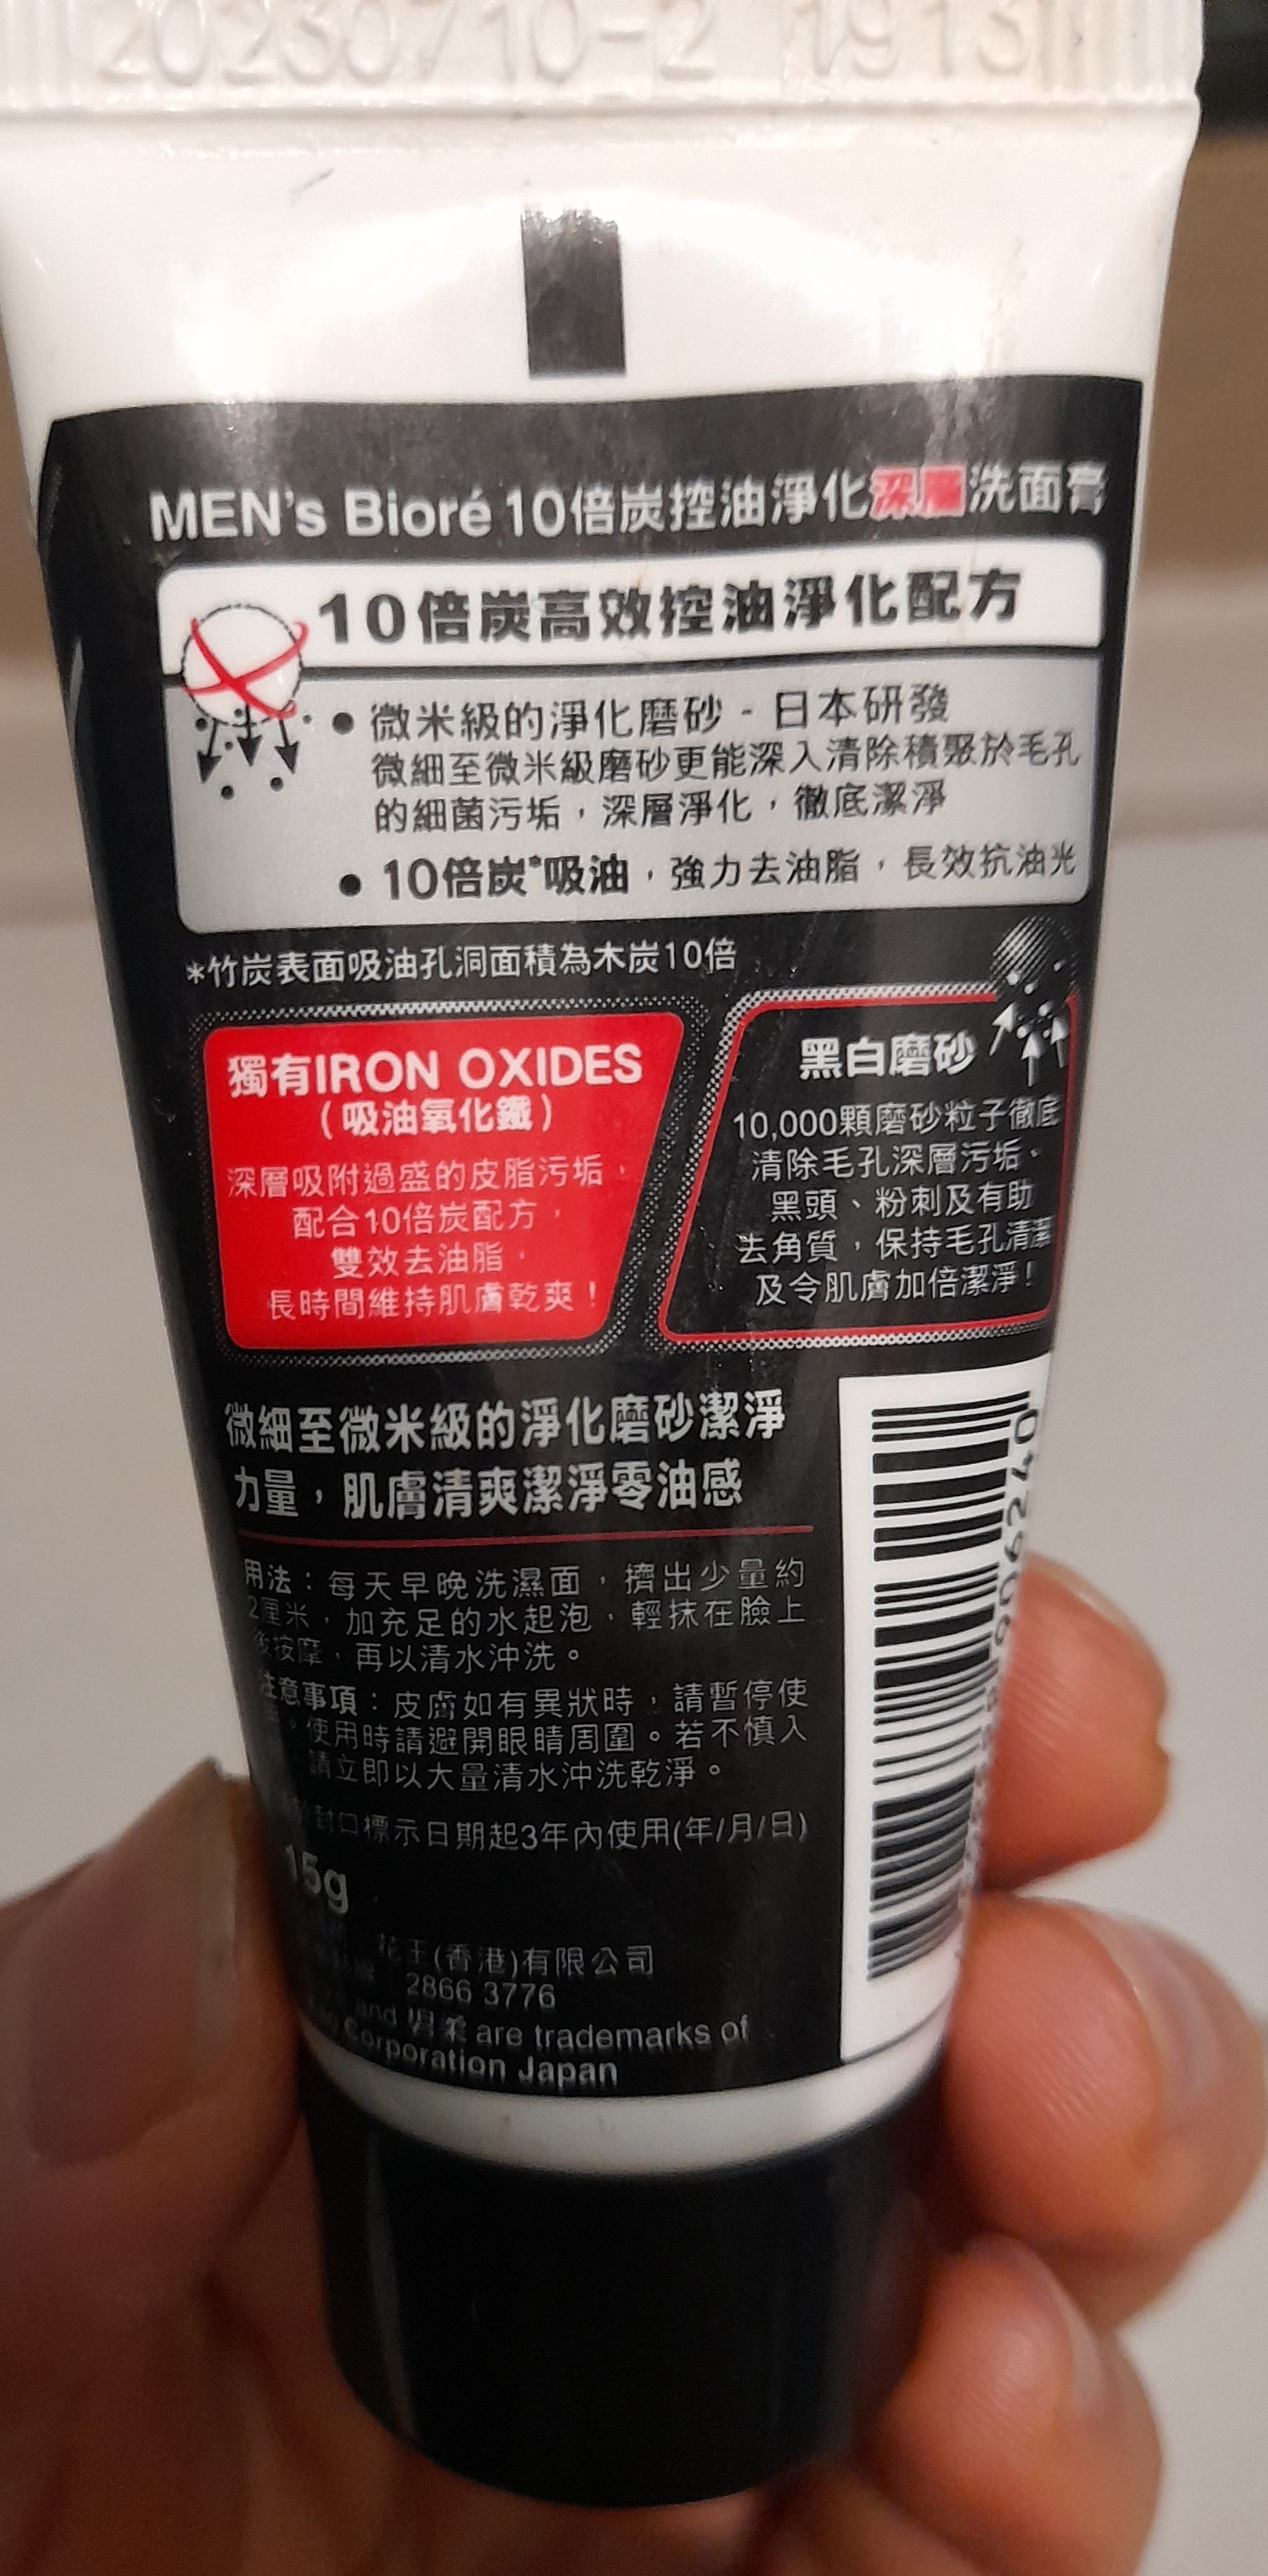 20230710-2 1913
MEN's Bioré 10倍炭控油淨化深層洗面膏
10倍炭高效控油淨化配方
• 微米級的淨化磨砂 - 日本研發
微細至微米級磨砂更能深入清除積聚於毛孔
的細菌污垢，深層淨化，徹底潔淨
• 10倍炭*吸油，強力去油脂，長效抗油光
*竹炭表面吸油孔洞面積為木炭10倍
獨有IRON OXIDES
(吸油氧化鐵)
深層吸附過盛的皮脂污垢，
配合10倍炭配方，
雙效去油脂，
長時間維持肌膚乾爽！
黑白磨砂
10,000顆磨砂粒子徹底
清除毛孔深層污垢、
黑頭、粉刺及有助
去角質，保持毛孔清潔
及令肌膚加倍潔淨！
微細至微米級的淨化磨砂潔淨
力量，肌膚清爽潔淨零油感
用法：每天早晚洗濕面，擠出少量約
2厘米，加充足的水起泡，輕抹在臉上
後按摩，再以清水沖洗。
注意事項：皮膚如有異狀時，請暫停使
用。使用時請避開眼睛周圍。若不慎入
請立即以大量清水沖洗乾淨。
封口標示日期起3年內使用(年/月/日)
15g
花王(香港)有限公司
2866 3776
and 碧柔 are trademarks of
Corporation Japan